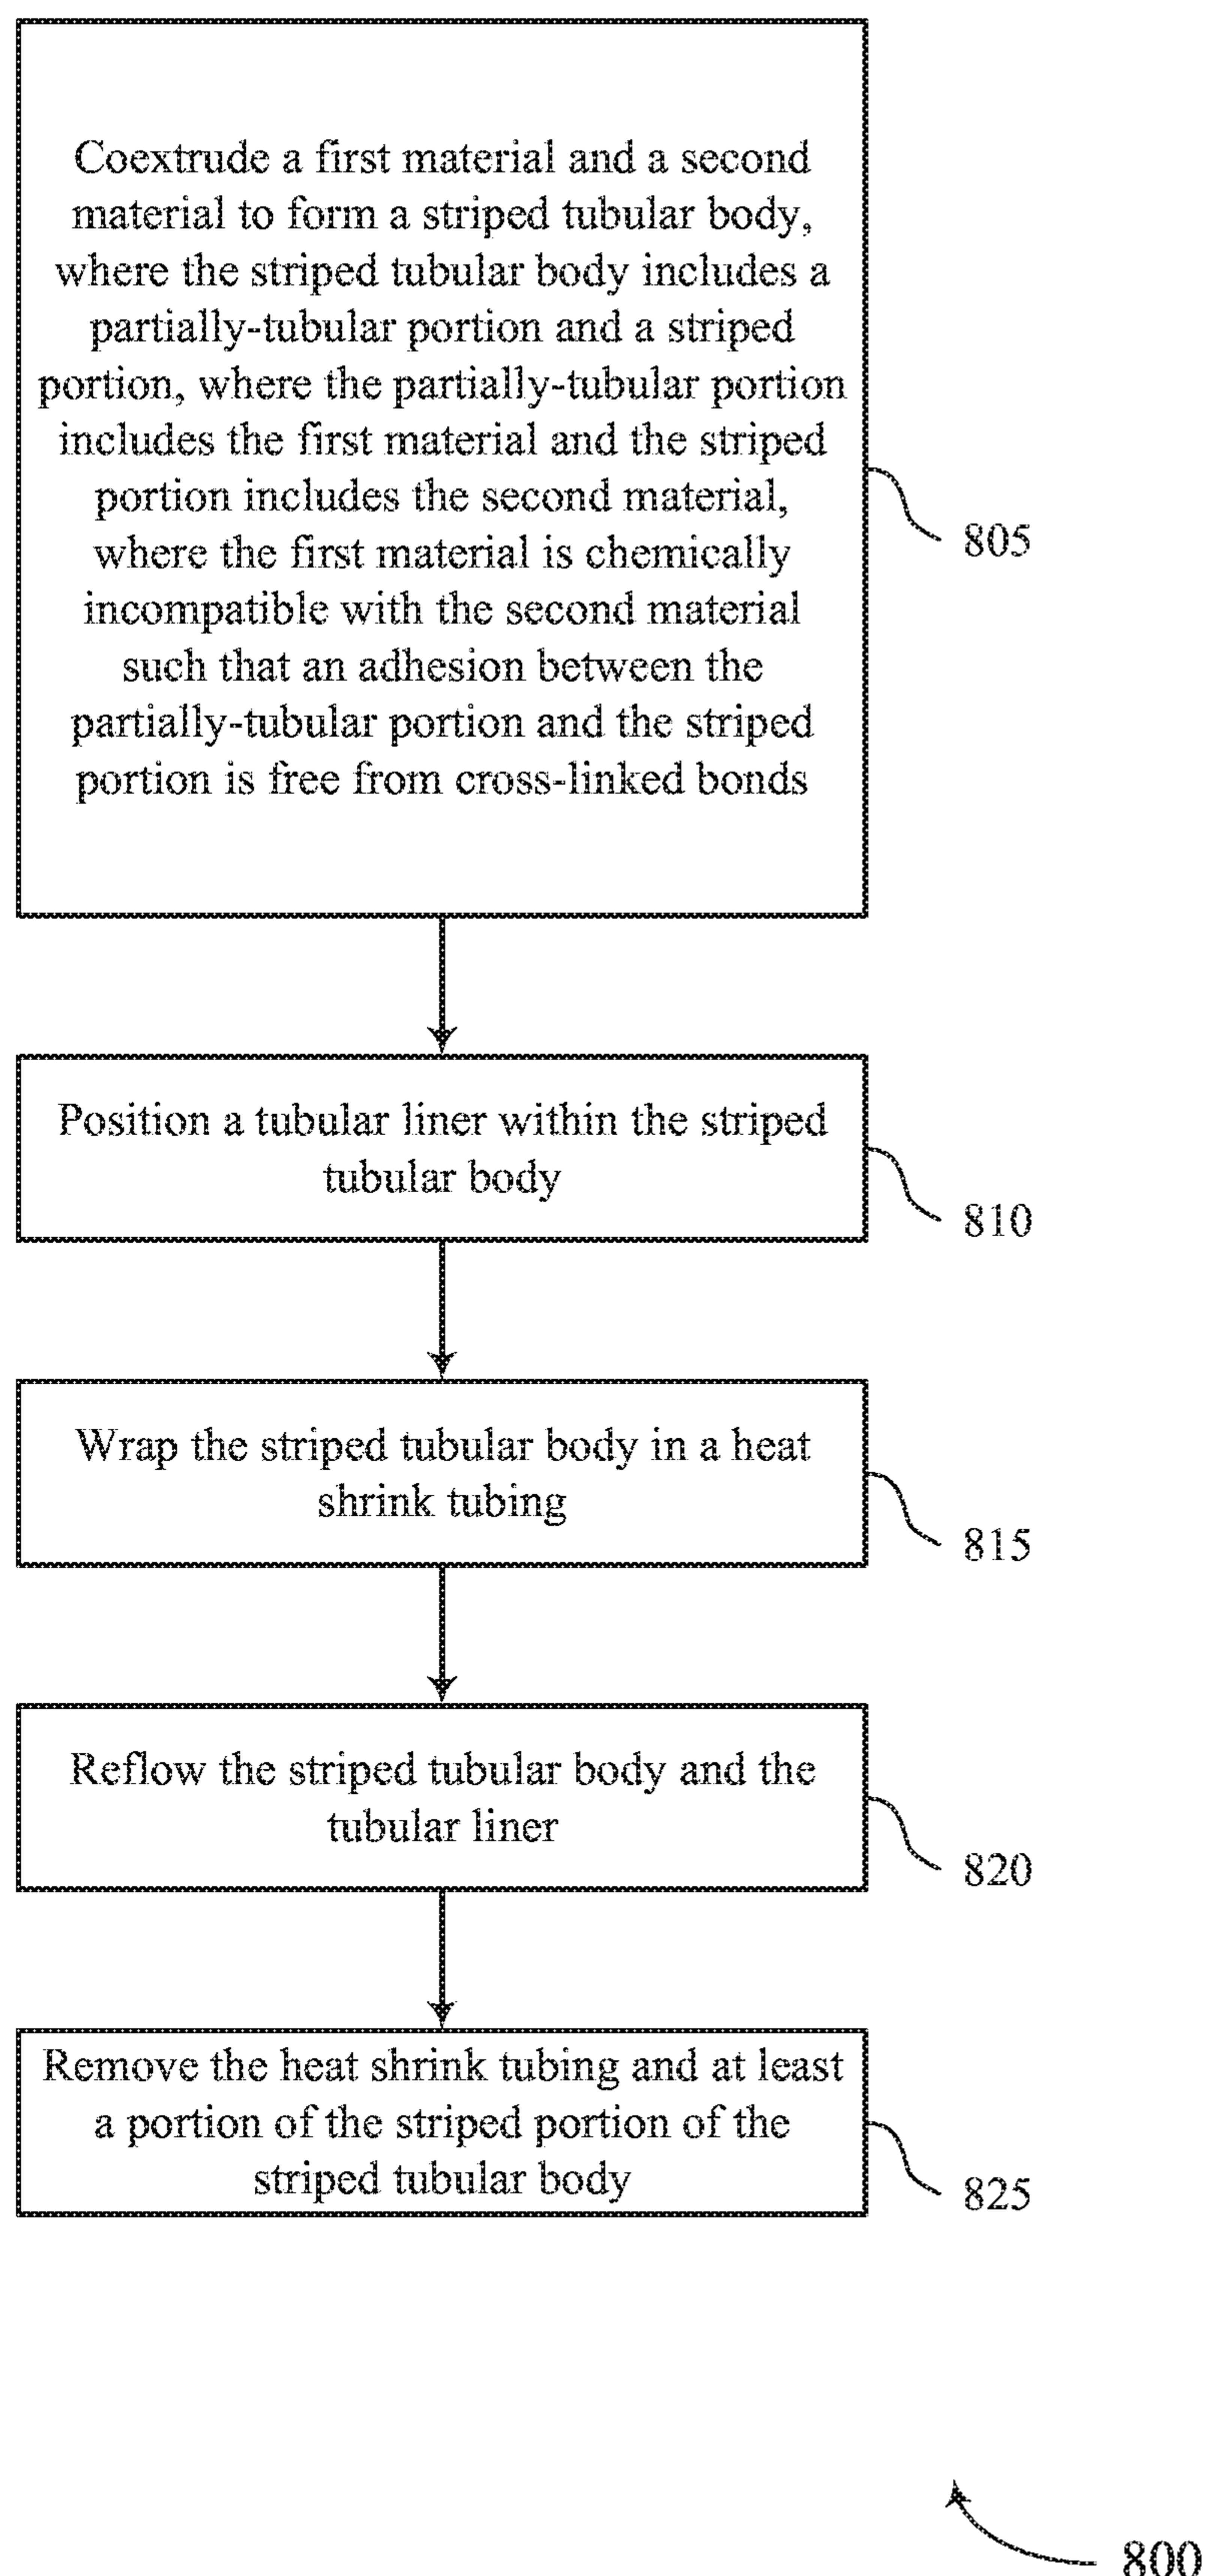 Coextrude a first material and a second
material to form a striped tubular body,
where the striped tubular body includes a
partially-tubular portion and a striped
portion, where the partially-tubular portion
includes the first material and the striped
portion includes the second material,
where the first material is chemically
incompatible with the second material
such that an adhesion between the
partially-tubular portion and the striped
portion is free from cross-linked bonds
805
Position a tubular liner within the striped
tubular body
810
Wrap the striped tubular body in a heat
shrink tubing
815
Reflow the striped tubular body and the
tubular liner
820
Remove the heat shrink tubing and at least
a portion of the striped portion of the
striped tubular body
825
800